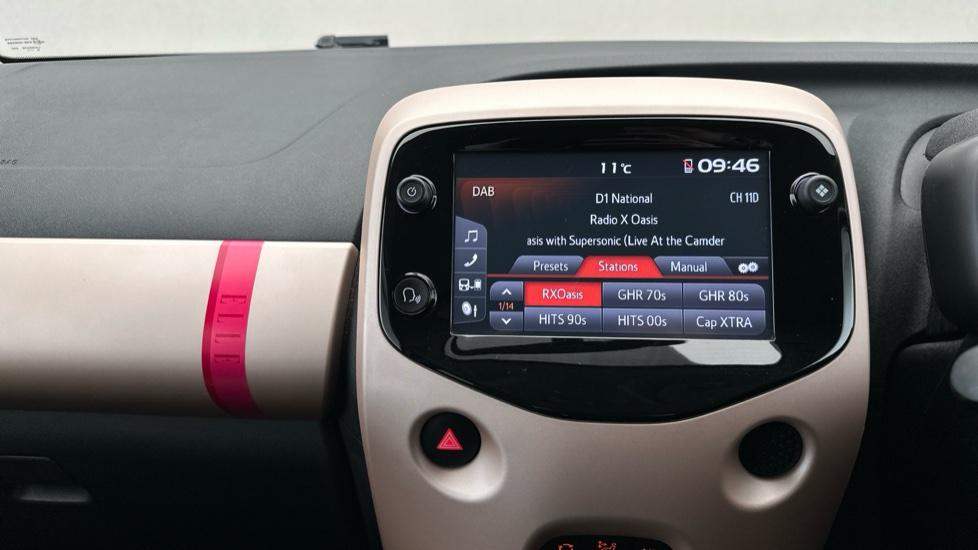 11°C 09:46
DAB D1 National CH 11D
Radio X Oasis
asis with Supersonic (Live At the Camder
Presets Stations Manual
RXOasis GHR 70s GHR 80s
1/14
HITS 90s HITS 00s Cap XTRA
ELITE